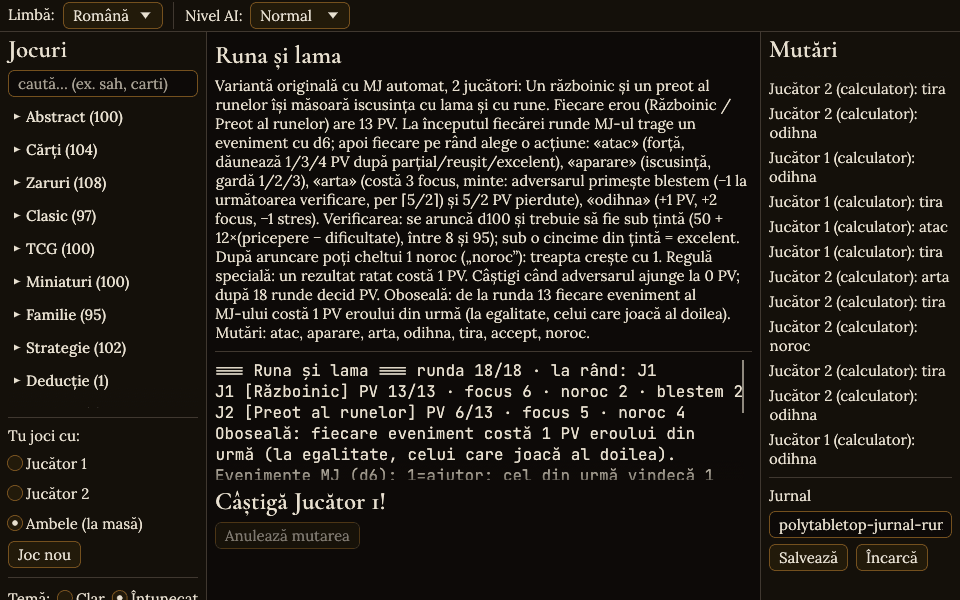 Limbă: Română ▼ Nivel AI: Normal ▼
Jocuri
caută... (ex. sah, carti)
▸ Abstract (100)
▸ Cărți (104)
▸ Zaruri (108)
▸ Clasic (97)
▸ TCG (100)
▸ Miniaturi (100)
▸ Familie (95)
▸ Strategie (102)
▸ Deducție (1)
Tu joci cu:
Jucător 1
Jucător 2
Ambele (la masă)
Joc nou
Temă: Clar Întunecat
Runa și lama
Variantă originală cu MJ automat, 2 jucători: Un războinic și un preot al
runelor își măsoară iscusința cu lama și cu rune. Fiecare erou (Războinic /
Preot al runelor) are 13 PV. La începutul fiecărei runde MJ-ul trage un
eveniment cu d6; apoi fiecare pe rând alege o acțiune: «atac» (forță,
dăunează 1/3/4 PV după parțial/reușit/excelent), «aparare» (iscusință,
gardă 1/2/3), «arta» (costă 3 focus, minte: adversarul primește blestem (−1 la
următoarea verificare, per ⌈5/2⌉) și 5/2 PV pierdute), «odihna» (+1 PV, +2
focus, −1 stres). Verificarea: se aruncă d100 și trebuie să fie sub țintă (50 +
12×(pricepere − dificultate), între 8 și 95); sub o cincime din țintă = excelent.
După aruncare poți cheltui 1 noroc („noroc”): treapta crește cu 1. Regulă
specială: un rezultat ratat costă 1 PV. Câștigi când adversarul ajunge la 0 PV;
după 18 runde decid PV. Oboseală: de la runda 13 fiecare eveniment al
MJ-ului costă 1 PV eroului din urmă (la egalitate, celui care joacă al doilea).
Mutări: atac, aparare, arta, odihna, tira, accept, noroc.
=== Runa și lama === runda 18/18 · la rând: J1
J1 [Războinic] PV 13/13 · focus 6 · noroc 2 · blestem 2
J2 [Preot al runelor] PV 6/13 · focus 5 · noroc 4
Oboseală: fiecare eveniment costă 1 PV eroului din
urmă (la egalitate, celui care joacă al doilea).
Evenimente MJ (d6): 1=ajutor: cel din urmă vindecă 1
Câștigă Jucător 1!
Anulează mutarea
Mutări
Jucător 2 (calculator): tira
Jucător 2 (calculator):
odihna
Jucător 1 (calculator):
odihna
Jucător 1 (calculator): tira
Jucător 1 (calculator): atac
Jucător 1 (calculator): tira
Jucător 2 (calculator): arta
Jucător 2 (calculator): tira
Jucător 2 (calculator):
noroc
Jucător 2 (calculator): tira
Jucător 2 (calculator):
odihna
Jucător 1 (calculator):
odihna
Jurnal
polytabletop-jurnal-rur
Salvează Încarcă